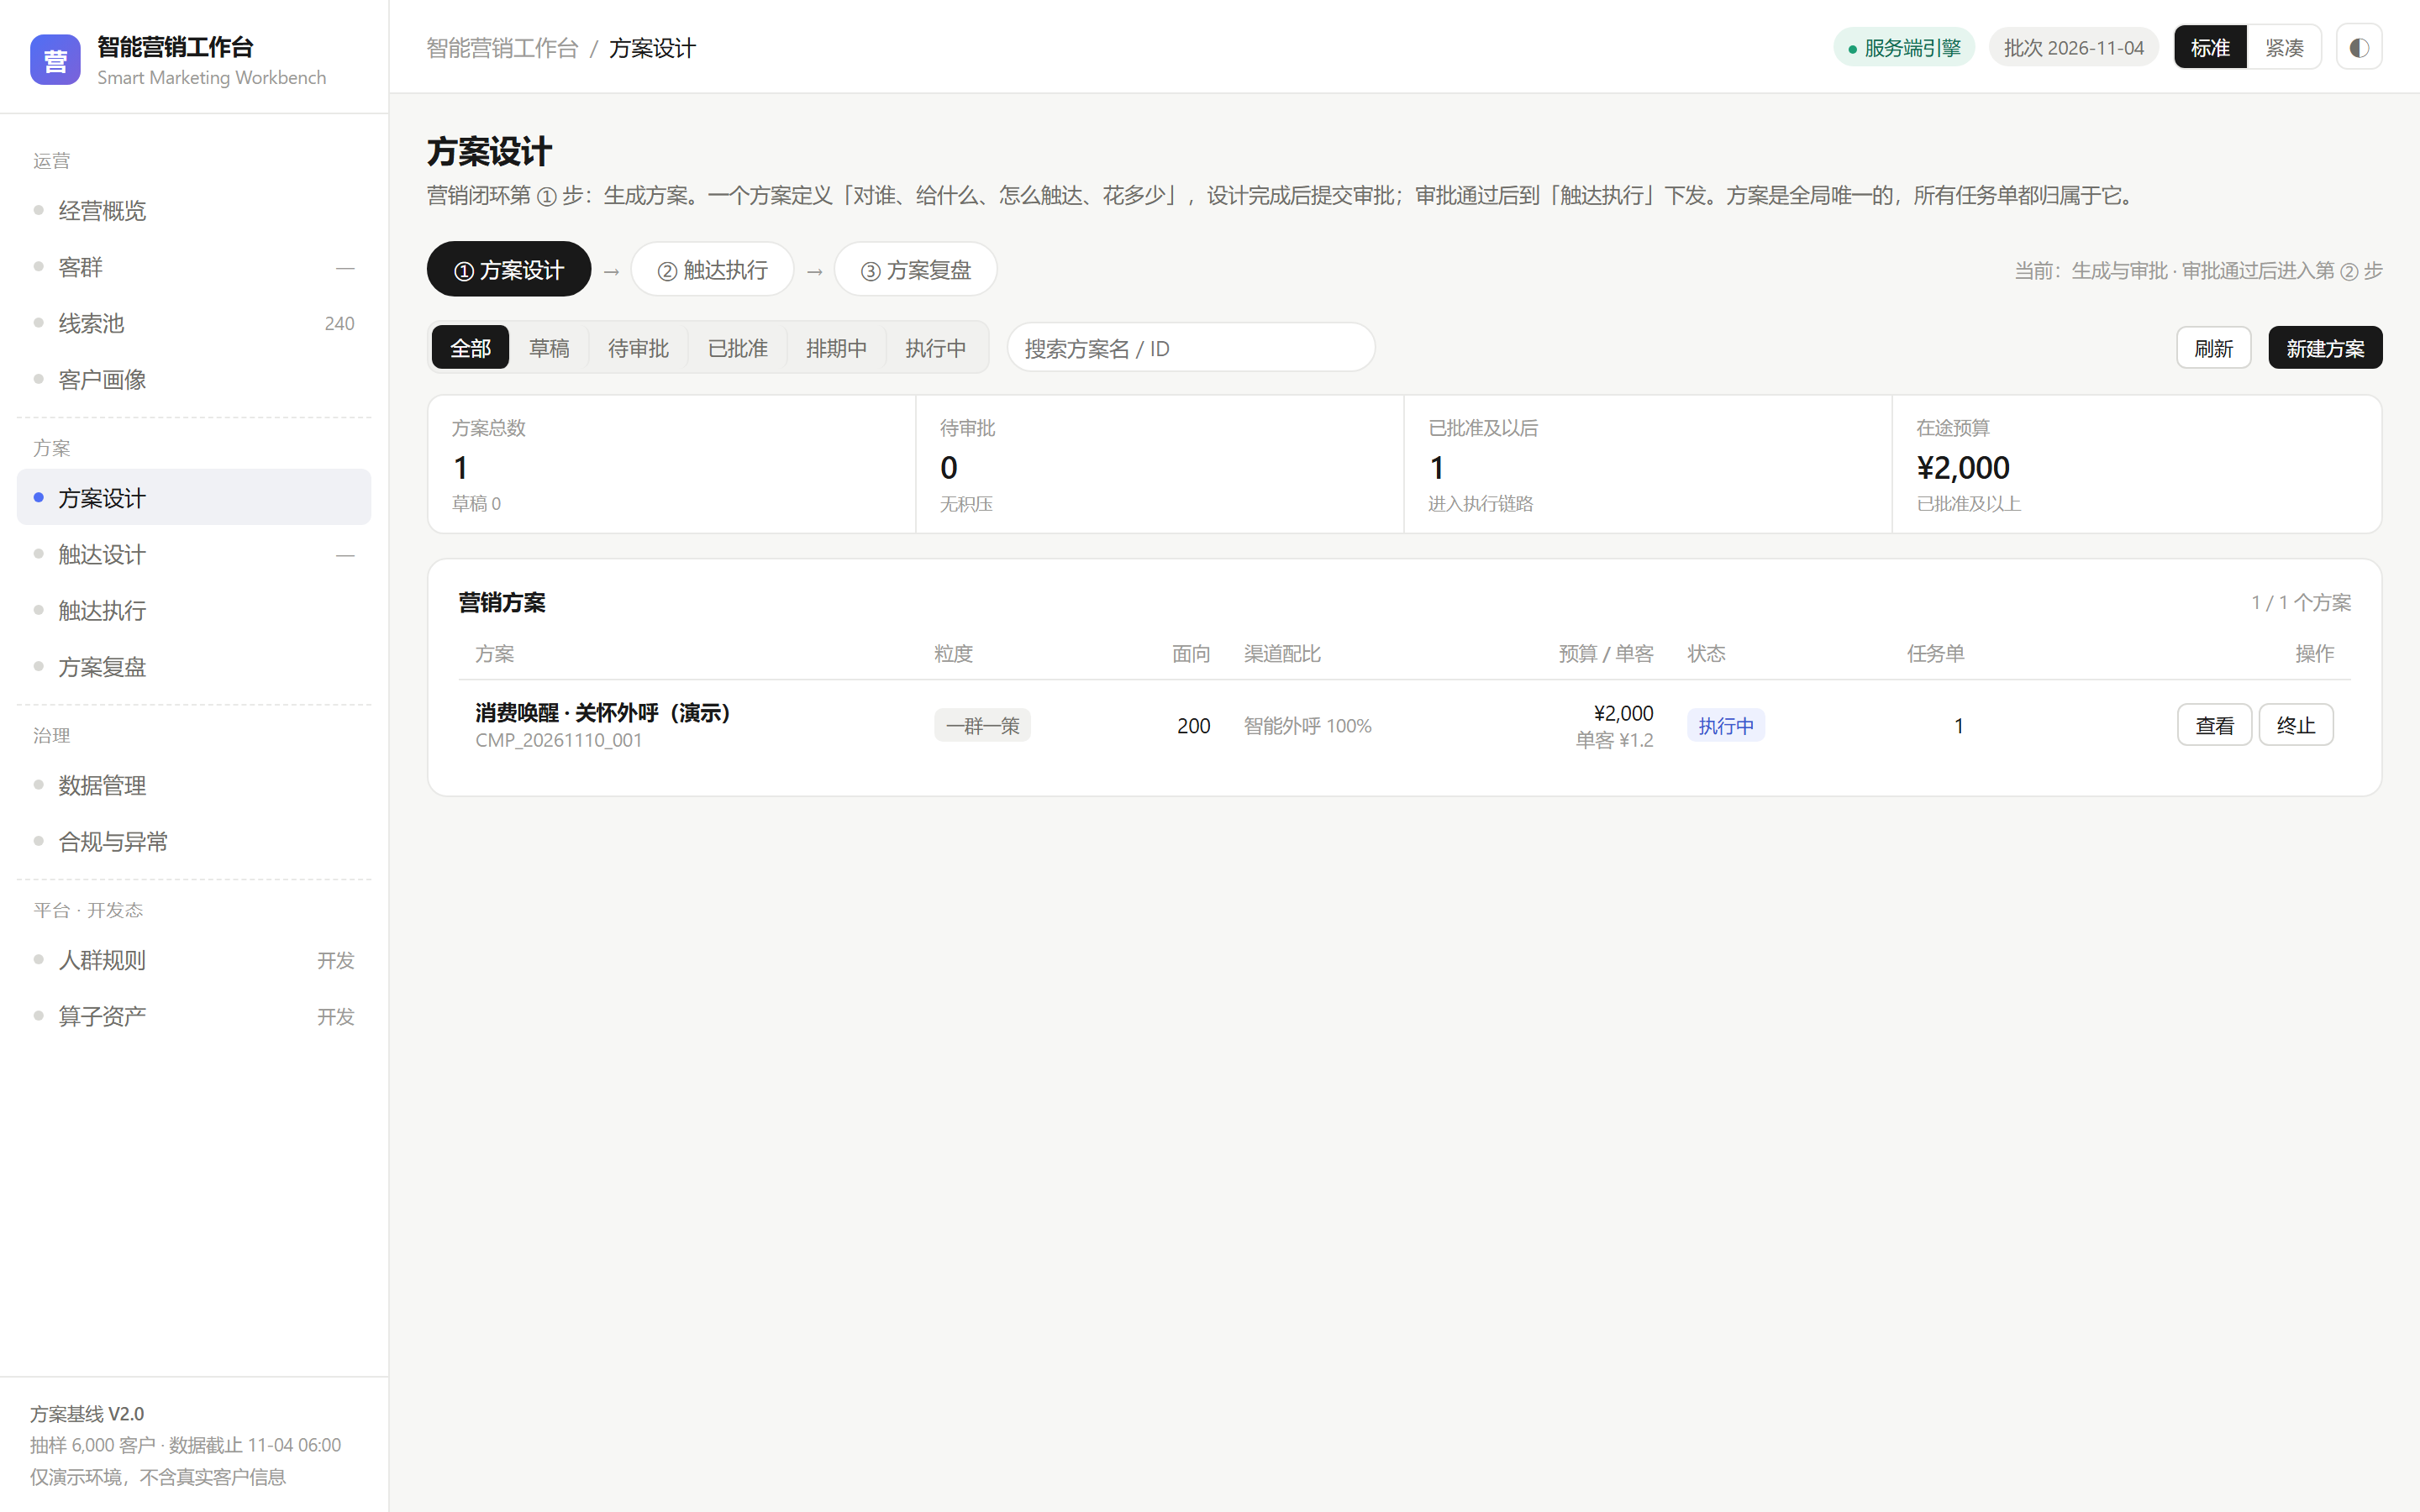 营
智能营销工作台
Smart Marketing Workbench
运营
经营概览
客群 —
线索池 240
客户画像
方案
方案设计
触达设计 —
触达执行
方案复盘
治理
数据管理
合规与异常
平台 · 开发态
人群规则 开发
算子资产 开发
方案基线 V2.0
抽样 6,000 客户 · 数据截止 11-04 06:00
仅演示环境，不含真实客户信息
智能营销工作台 / 方案设计
服务端引擎 批次 2026-11-04 标准 紧凑
方案设计
营销闭环第 ① 步：生成方案。一个方案定义「对谁、给什么、怎么触达、花多少」，设计完成后提交审批；审批通过后到「触达执行」下发。方案是全局唯一的，所有任务单都归属于它。
① 方案设计 → ② 触达执行 → ③ 方案复盘 当前：生成与审批 · 审批通过后进入第 ② 步
全部 草稿 待审批 已批准 排期中 执行中 搜索方案名 / ID 刷新 新建方案
方案总数 待审批 已批准及以后 在途预算
1 0 1 ¥2,000
草稿 0 无积压 进入执行链路 已批准及以上
营销方案 1 / 1 个方案
方案 粒度 面向 渠道配比 预算 / 单客 状态 任务单 操作
消费唤醒 · 关怀外呼（演示） 一群一策 200 智能外呼 100% ¥2,000 执行中 1 查看 终止
CMP_20261110_001 单客 ¥1.2